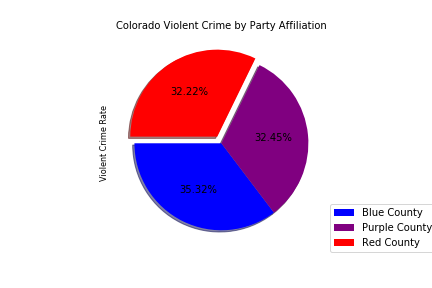 Colorado Violent Crime by Party Affiliation
32.22%
32.45%
Violent Crime Rate
35.32%
Blue County
Purple County
Red County